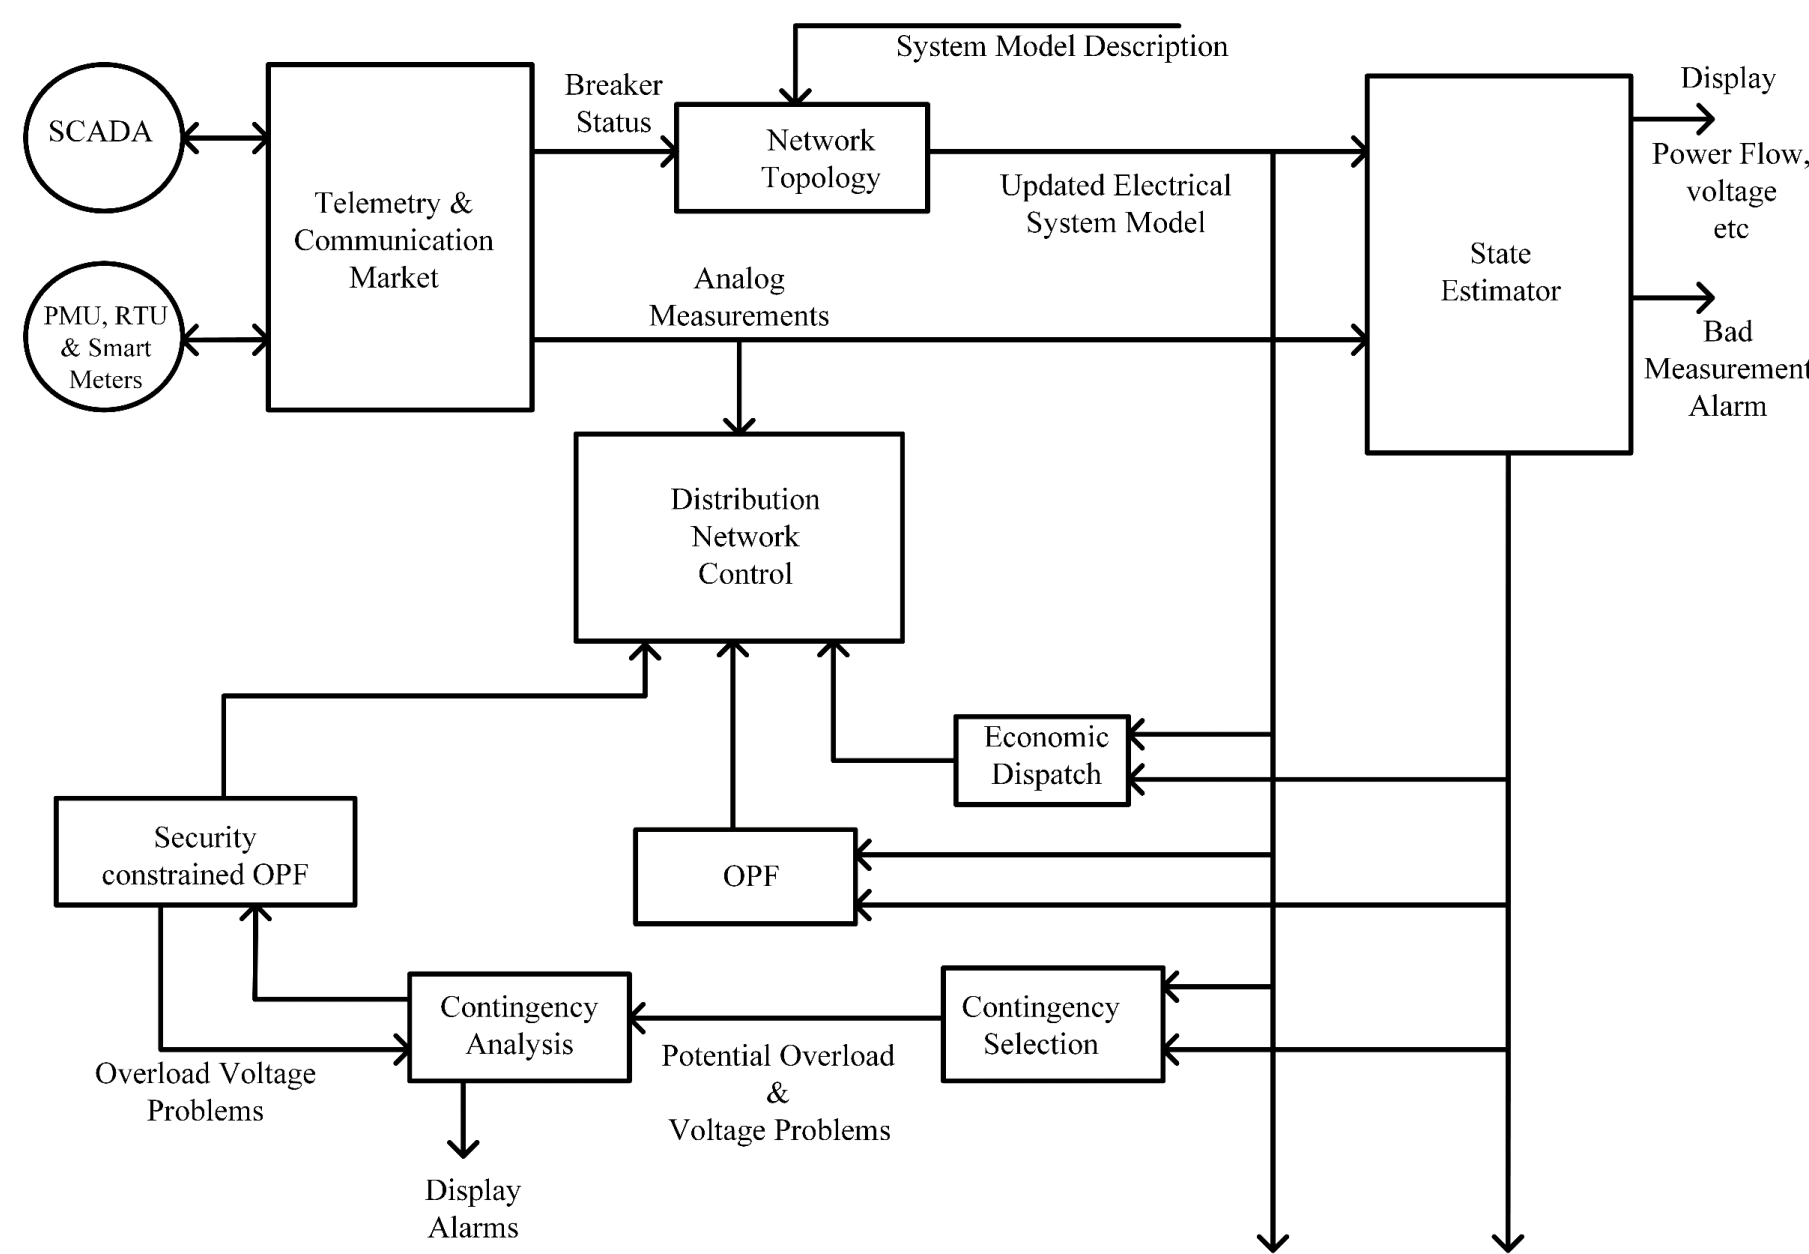 System Model Description
SCADA
Breaker
Status
Display
Network
Topology
Power Flow,
voltage
etc
Updated Electrical
System Model
Telemetry &
Communication
Market
State
Estimator
Analog
Measurements
PMU, RTU
& Smart
Meters
Bad
Measurement
Alarm
Distribution
Network
Control
Economic
Dispatch
Security
constrained OPF
OPF
Contingency
Analysis
Contingency
Selection
Overload Voltage
Problems
Potential Overload
&
Voltage Problems
Display
Alarms